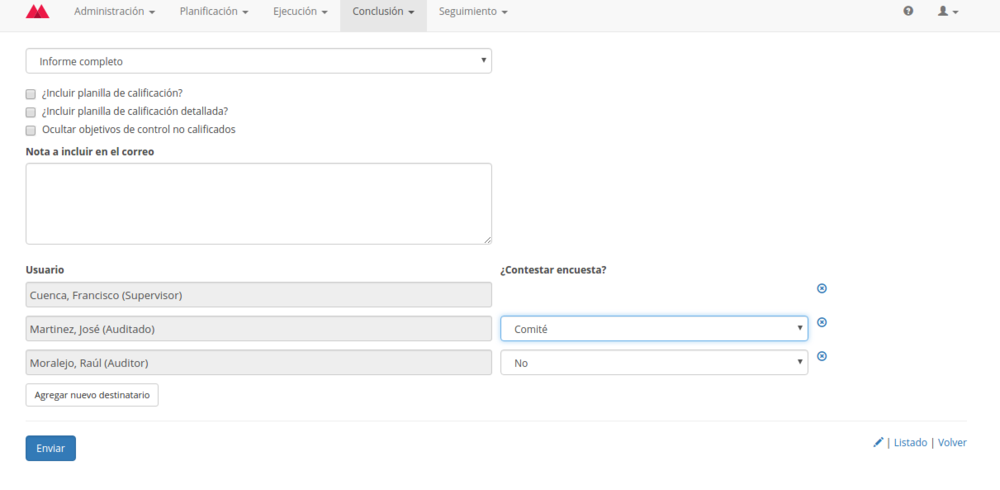 Administración Planificación Ejecución Conclusión Seguimiento
Informe completo
¿Incluir planilla de calificación?
¿Incluir planilla de calificación detallada?
Ocultar objetivos de control no calificados
Nota a incluir en el correo
Usuario ¿Contestar encuesta?
Cuenca, Francisco (Supervisor)
Martinez, José (Auditado) Comité
Moralejo, Raúl (Auditor) No
Agregar nuevo destinatario
Enviar | Listado | Volver